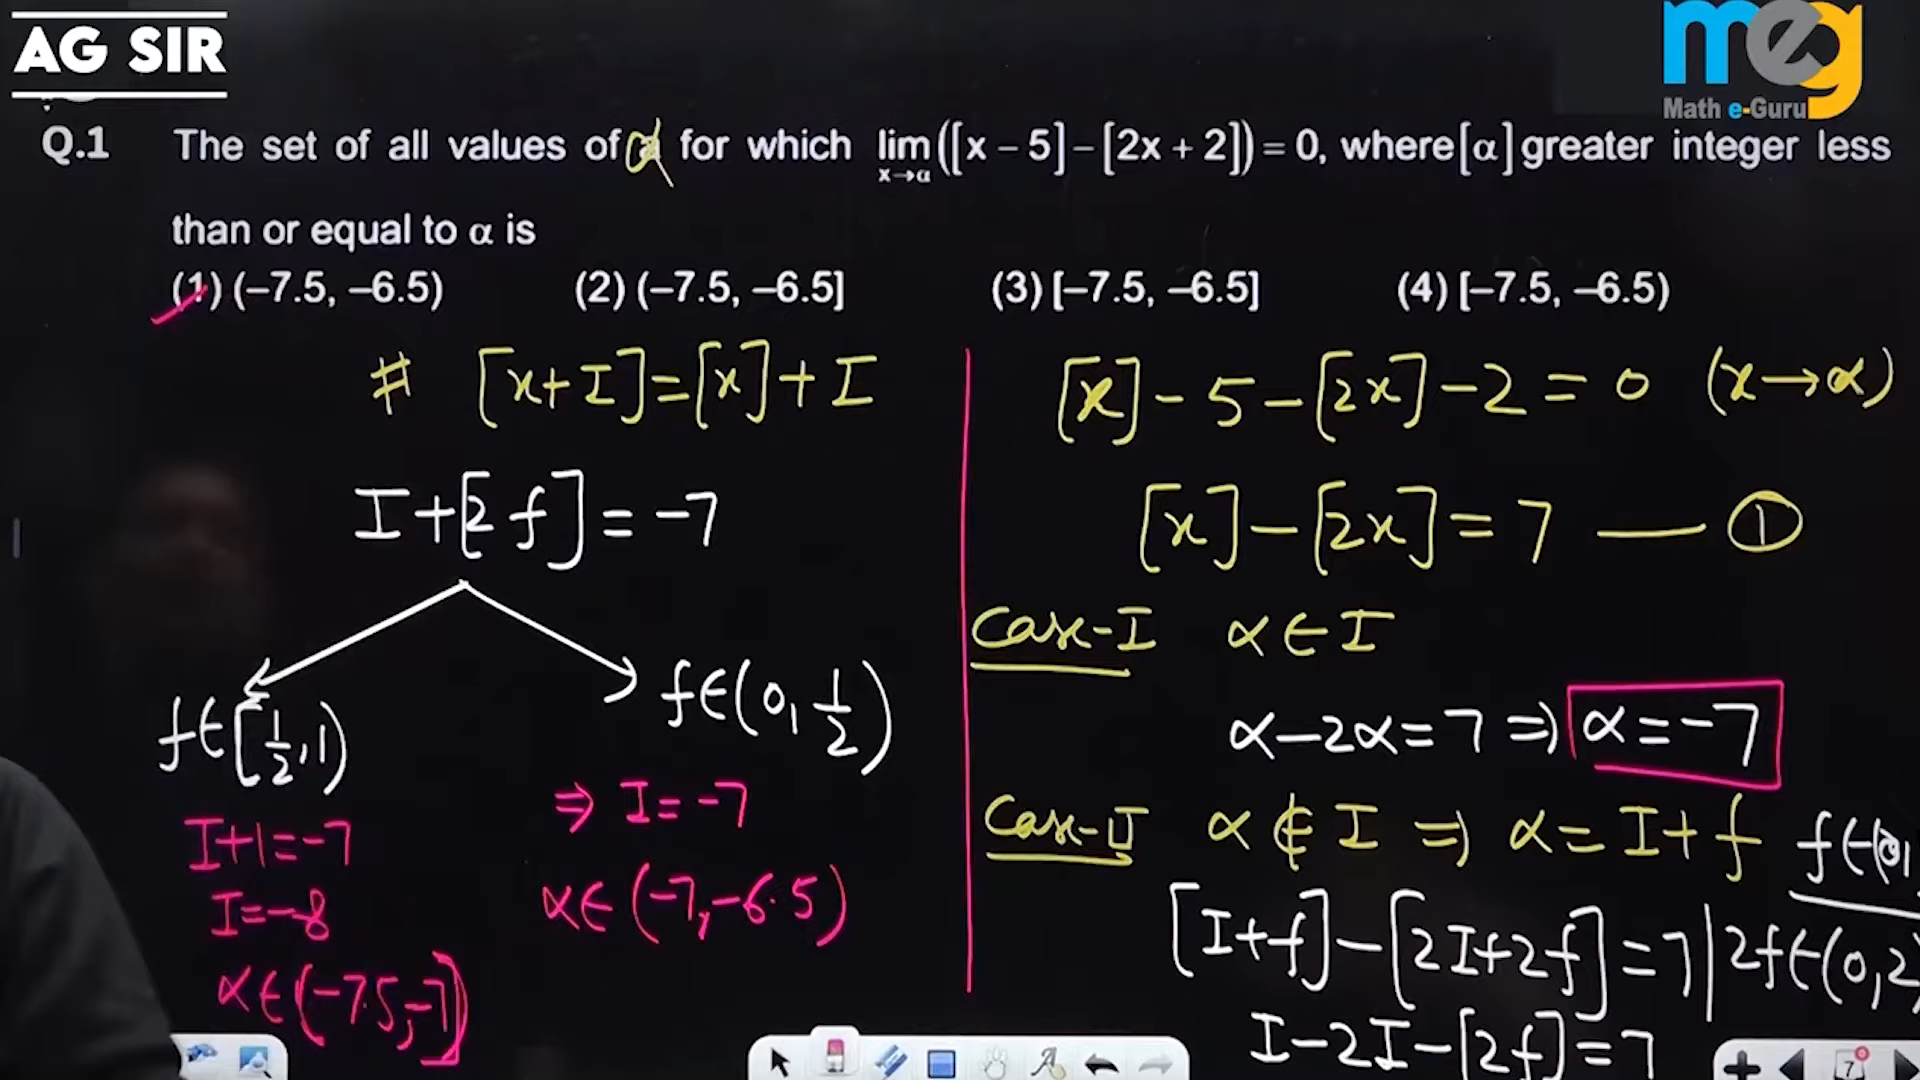 AG SIR
meg
Math e-Guru
Q.1 The set of all values of α for which lim x→α ([x – 5] – [2x + 2]) = 0, where [α] greater integer less
than or equal to α is
(1) (–7.5, –6.5) (2) (–7.5, –6.5] (3) [–7.5, –6.5] (4) [–7.5, –6.5)
# [x+I]=[x]+I
I+[2f]=-7
f∈[1/2,1)
I+1=-7
I=-8
α∈(-7.5,-7)
f∈(0,1/2)
⇒ I=-7
α∈(-7,-6.5)
[x]-5-[2x]-2=0 (x→α)
[x]-[2x]=7 — ①
Case-I α∈I
α-2α=7 ⇒ α=-7
Case-II α∉I ⇒ α=I+f f∈(0,
[I+f]-[2I+2f]=7 | 2f∈(0,2)
I-2I-[2f]=7
7